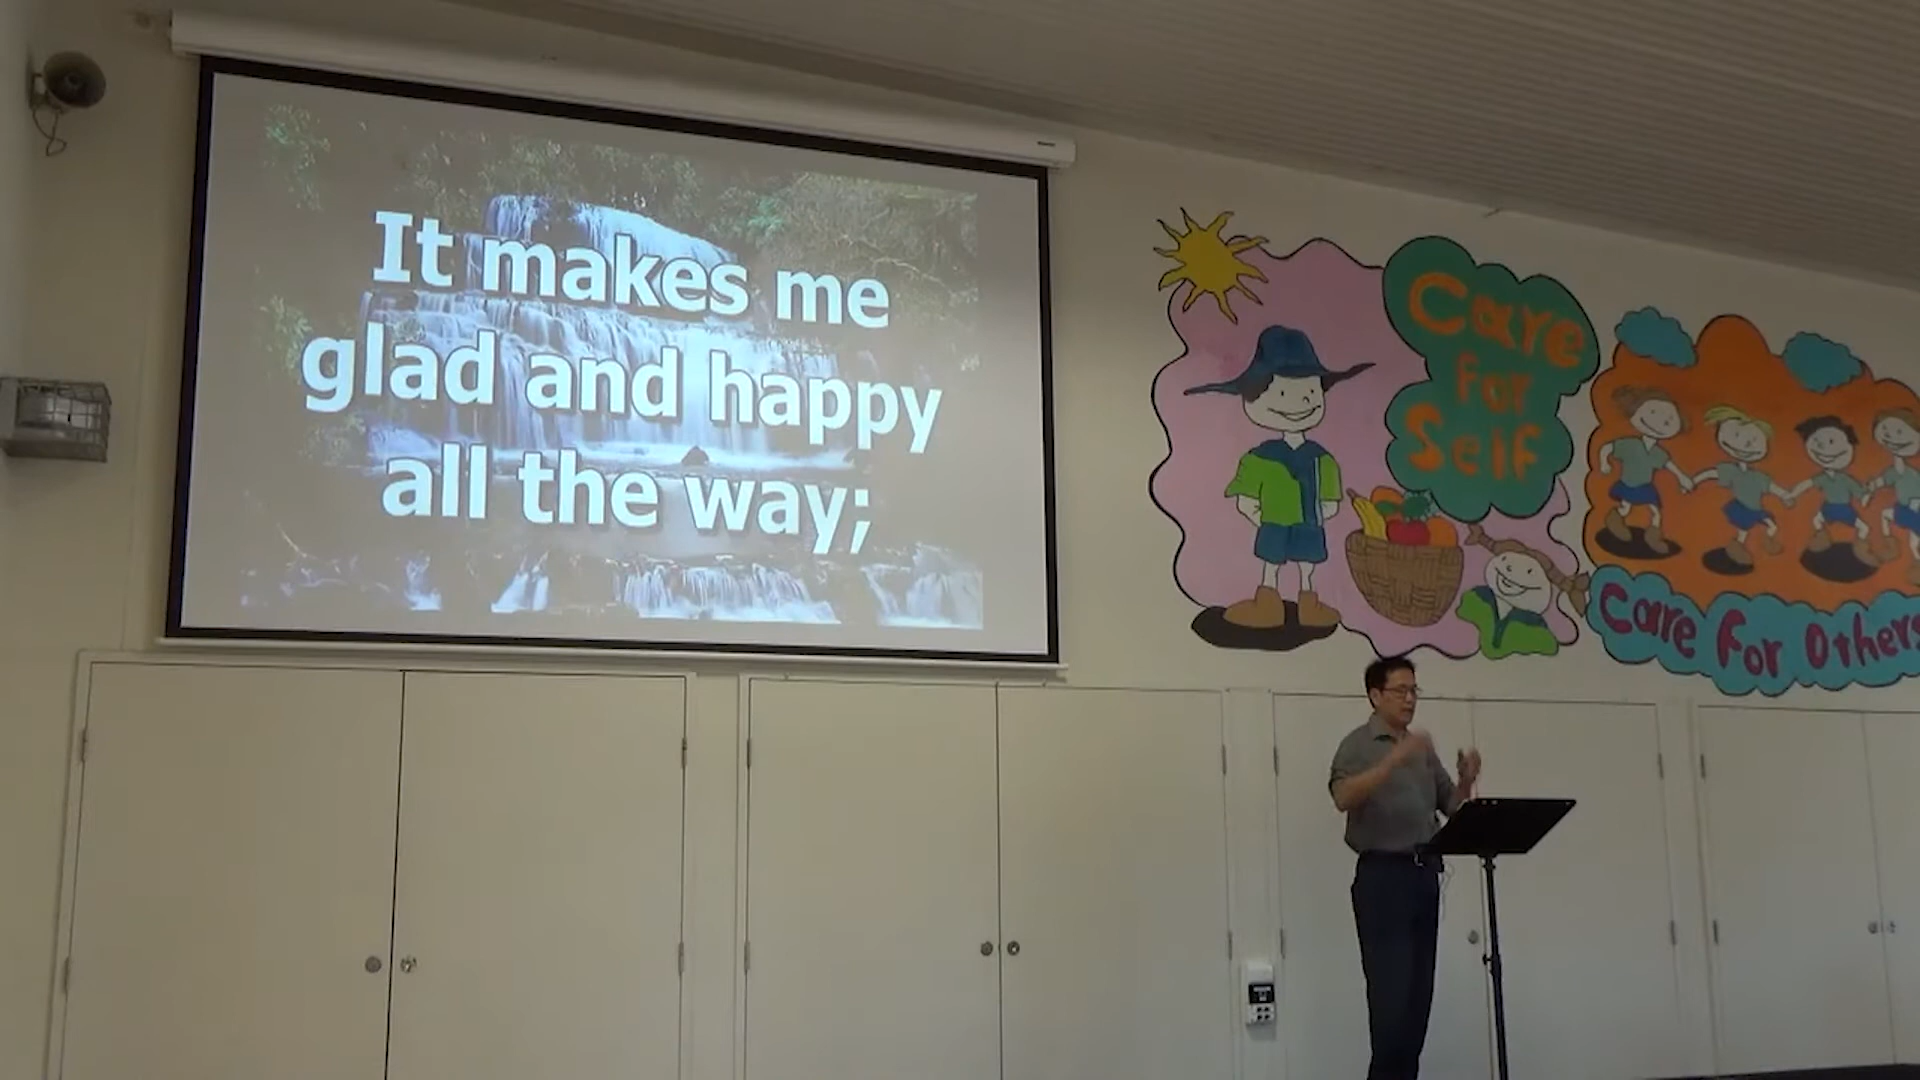 It makes me
glad and happy
all the way;
Care
for
Self
Care For Others